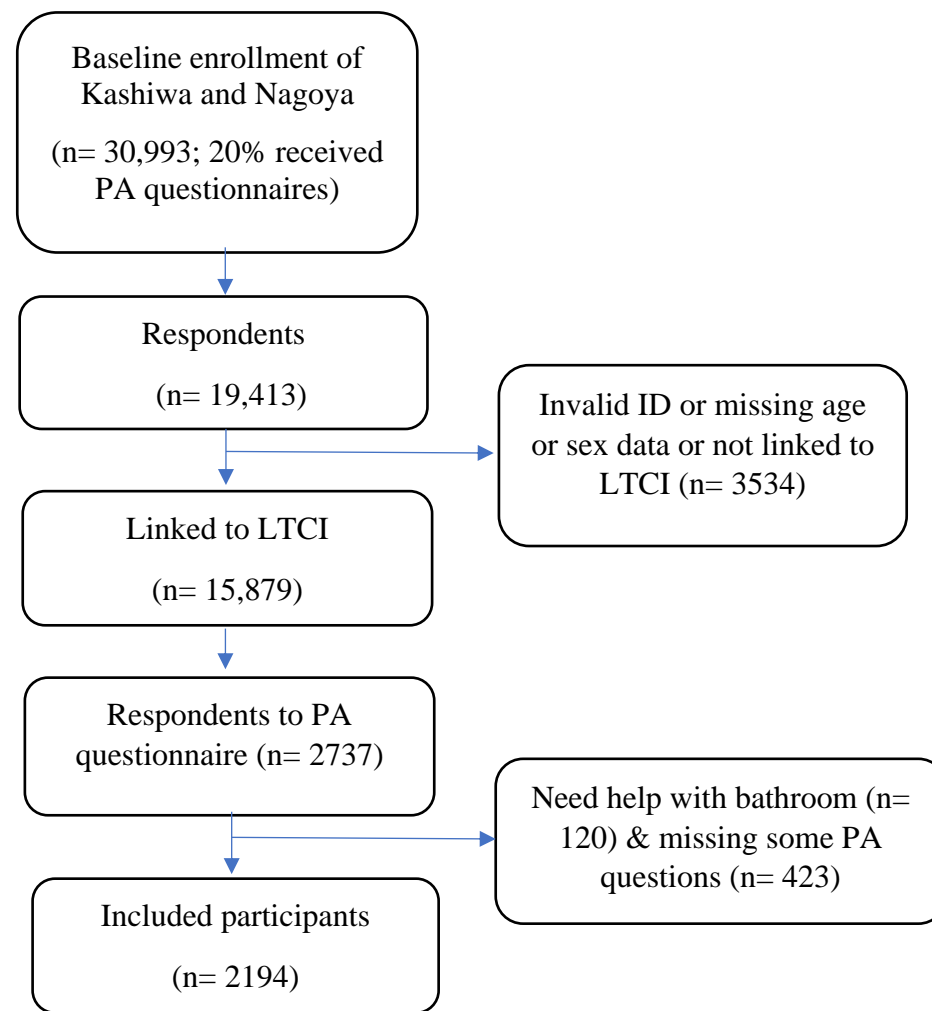 Baseline enrollment of
Kashiwa and Nagoya
(n= 30,993; 20% received
PA questionnaires)
Respondents
(n= 19,413)
Invalid ID or missing age
or sex data or not linked to
LTCI (n= 3534)
Linked to LTCI
(n= 15,879)
Respondents to PA
questionnaire (n= 2737)
Need help with bathroom (n=
120) & missing some PA
questions (n= 423)
Included participants
(n= 2194)